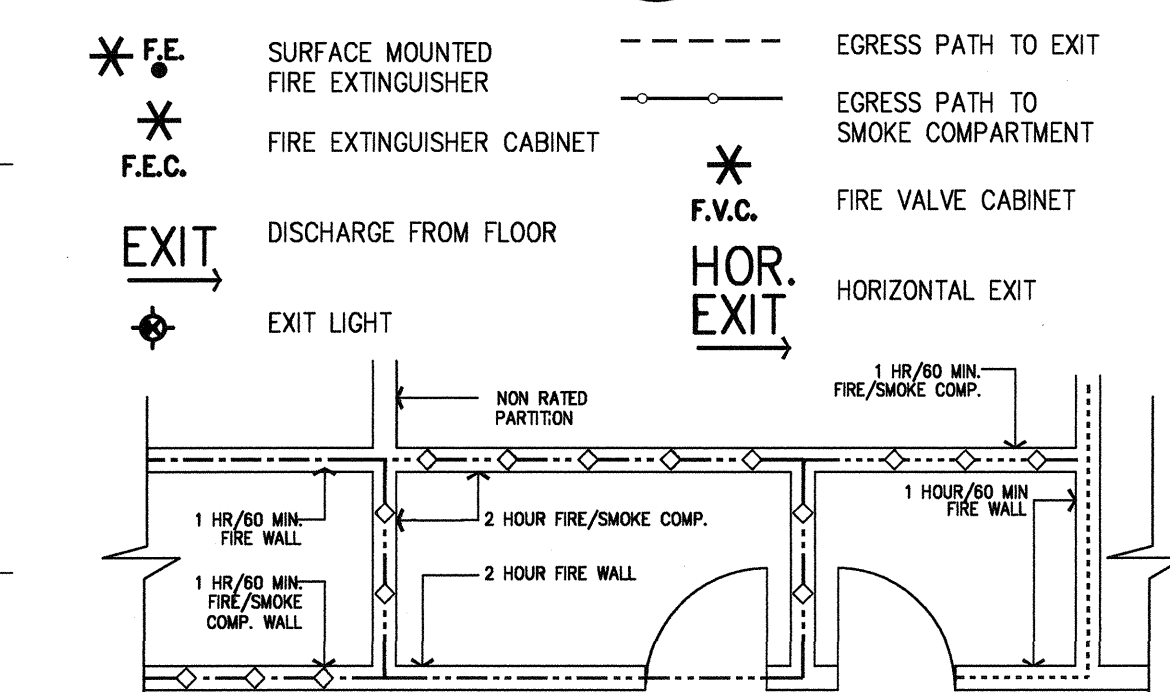 F.E.
SURFACE MOUNTED
FIRE EXTINGUISHER
F.E.C.
FIRE EXTINGUISHER CABINET
EXIT
DISCHARGE FROM FLOOR
EXIT LIGHT
EGRESS PATH TO EXIT
EGRESS PATH TO
SMOKE COMPARTMENT
F.V.C.
FIRE VALVE CABINET
HOR.
EXIT
HORIZONTAL EXIT
NON RATED
PARTITION
1 HR/60 MIN.
FIRE/SMOKE COMP.
1 HR/60 MIN.
FIRE WALL
2 HOUR FIRE/SMOKE COMP.
1 HOUR/60 MIN
FIRE WALL
1 HR/60 MIN.
FIRE/SMOKE
COMP. WALL
2 HOUR FIRE WALL